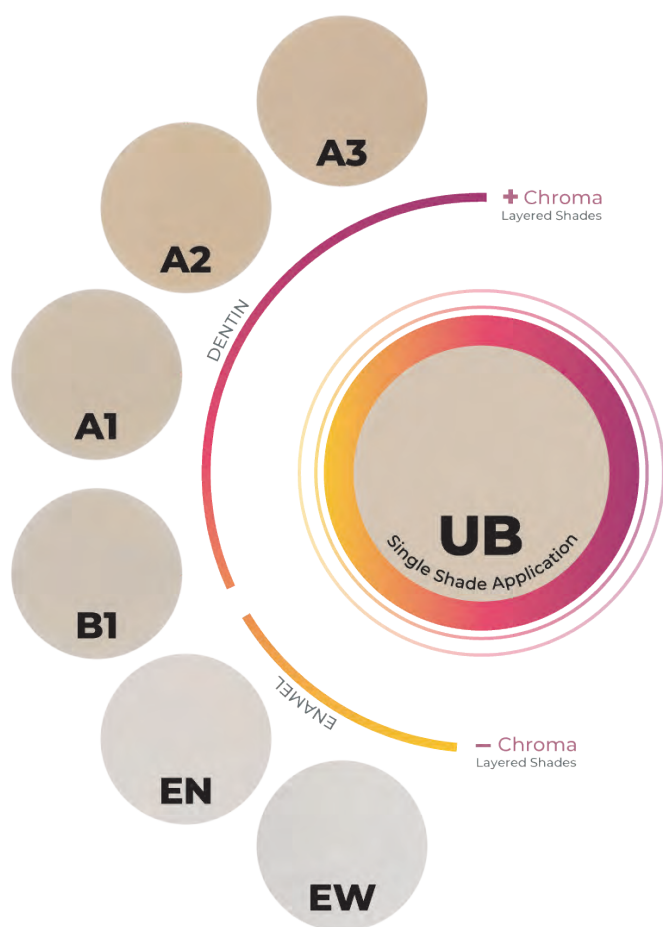 A3
A2
A1
B1
EN
EW
DENTIN
ENAMEL
+ Chroma
Layered Shades
UB
Single Shade Application
− Chroma
Layered Shades